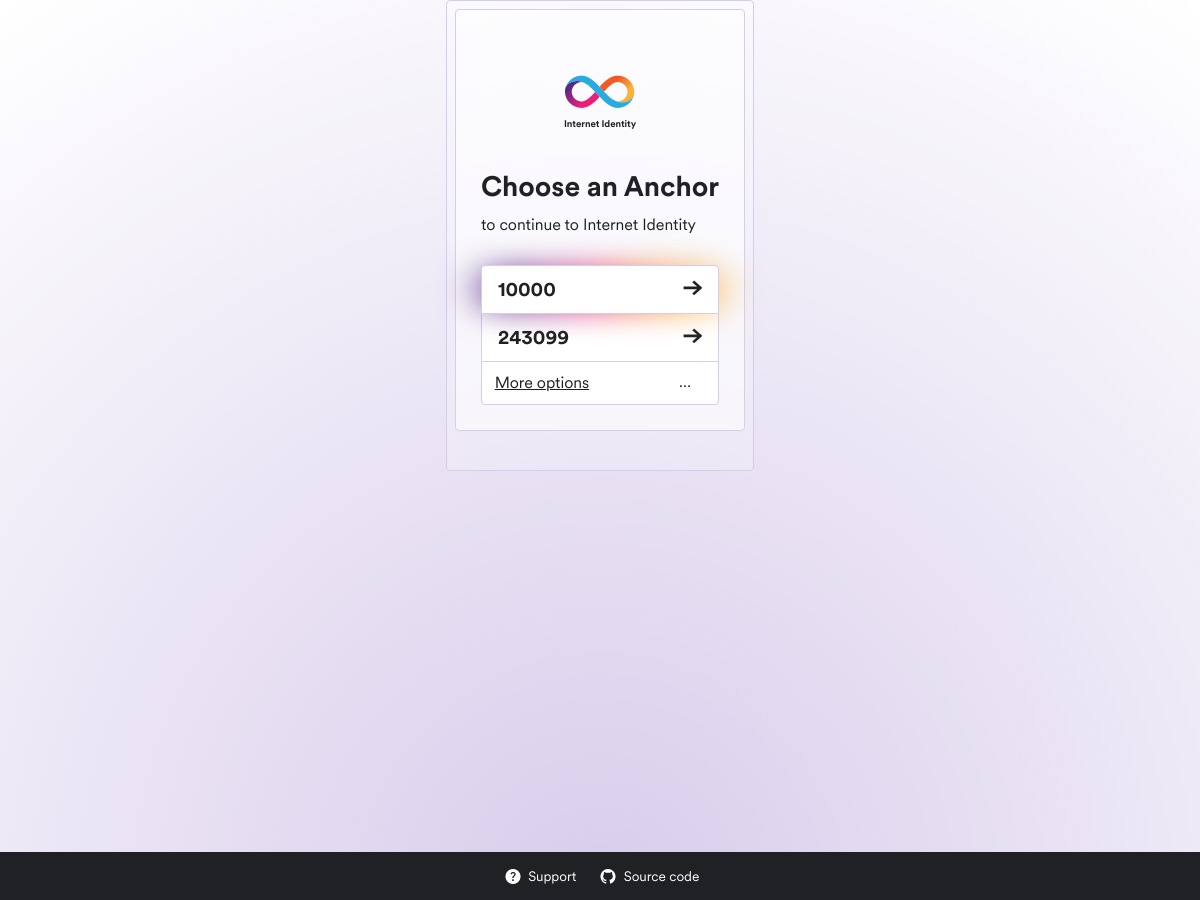 Internet Identity
Choose an Anchor
to continue to Internet Identity
10000
243099
More options ...
Support Source code